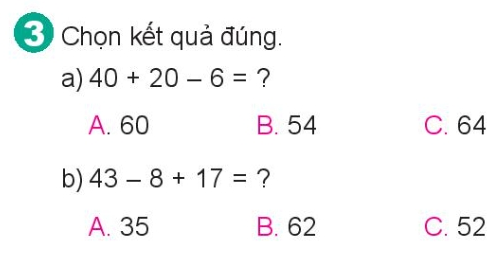 3 Chọn kết quả đúng.
a) 40 + 20 – 6 = ?
A. 60 B. 54 C. 64
b) 43 – 8 + 17 = ?
A. 35 B. 62 C. 52